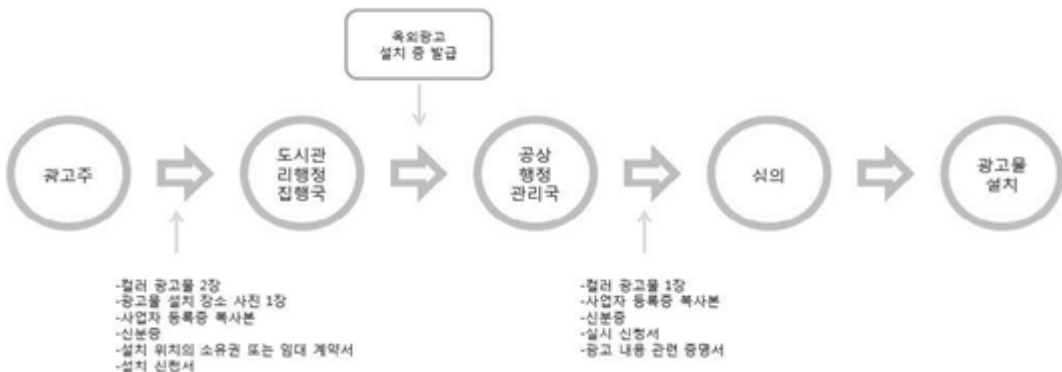 옥외광고
설치 증 발급
광고주
도시관
리행정
집행국
공상
행정
관리국
심의
광고물
설치
-컬러 광고물 2장
-광고물 설치 장소 사진 1장
-사업자 등록증 복사본
-신분증
-설치 위치의 소유권 또는 임대 계약서
-설치 신청서
-컬러 광고물 1장
-사업자 등록증 복사본
-신분증
-실시 신청서
-광고 내용 관련 증명서